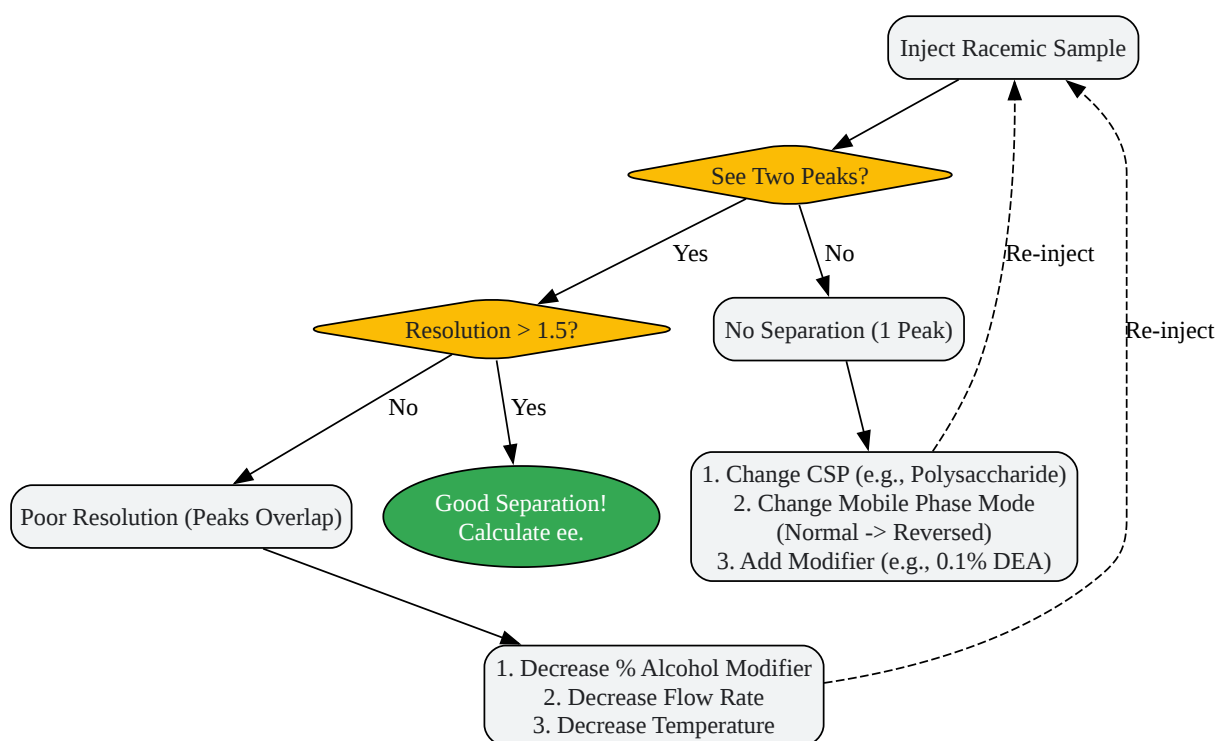 Inject Racemic Sample
See Two Peaks?
Yes
No
Re-inject
Re-inject
Resolution > 1.5?
No Separation (1 Peak)
No
Yes
1. Change CSP (e.g., Polysaccharide)
2. Change Mobile Phase Mode
(Normal -> Reversed)
3. Add Modifier (e.g., 0.1% DEA)
Poor Resolution (Peaks Overlap)
Good Separation!
Calculate ee.
1. Decrease % Alcohol Modifier
2. Decrease Flow Rate
3. Decrease Temperature